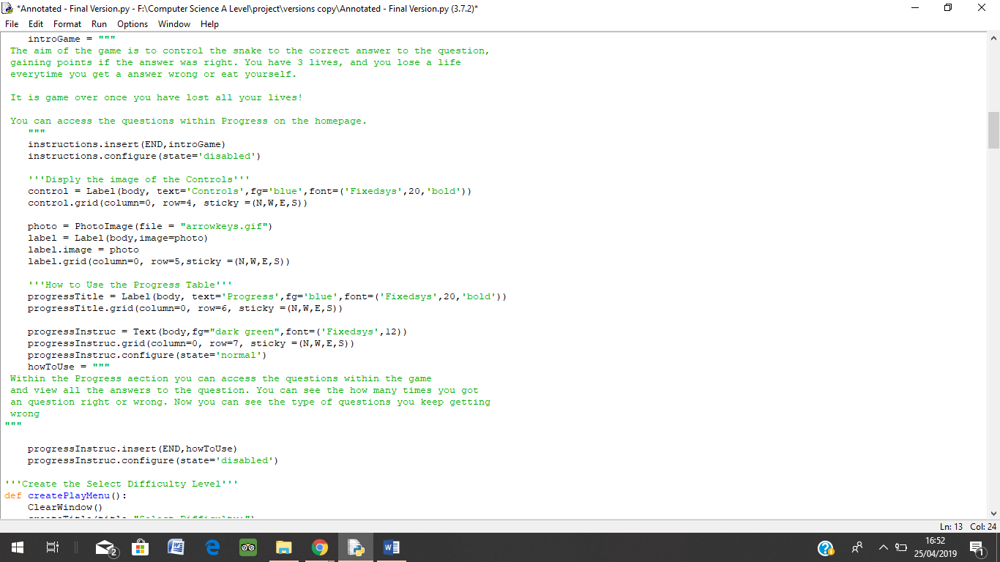 *Annotated - Final Version.py - F:\Computer Science A Level\project\versions copy\Annotated - Final Version.py (3.7.2)*
File Edit Format Run Options Window Help
introGame = """
The aim of the game is to control the snake to the correct answer to the question,
gaining points if the answer was right. You have 3 lives, and you lose a life
everytime you get a answer wrong or eat yourself.
It is game over once you have lost all your lives!
You can access the questions within Progress on the homepage.
"""
instructions.insert(END,introGame)
instructions.configure(state='disabled')
'''Disply the image of the Controls'''
control = Label(body, text='Controls',fg='blue',font=('Fixedsys',20,'bold'))
control.grid(column=0, row=4, sticky =(N,W,E,S))
photo = PhotoImage(file = "arrowkeys.gif")
label = Label(body,image=photo)
label.image = photo
label.grid(column=0, row=5,sticky =(N,W,E,S))
'''How to Use the Progress Table'''
progressTitle = Label(body, text='Progress',fg='blue',font=('Fixedsys',20,'bold'))
progressTitle.grid(column=0, row=6, sticky =(N,W,E,S))
progressInstruc = Text(body,fg="dark green",font=('Fixedsys',12))
progressInstruc.grid(column=0, row=7, sticky =(N,W,E,S))
progressInstruc.configure(state='normal')
howToUse = """
Within the Progress aection you can access the questions within the game
and view all the answers to the question. You can see the how many times you got
an question right or wrong. Now you can see the type of questions you keep getting
wrong
"""
progressInstruc.insert(END,howToUse)
progressInstruc.configure(state='disabled')
'''Create the Select Difficulty Level'''
def createPlayMenu():
ClearWindow()
Ln: 13 Col: 24
2
16:52
25/04/2019
1